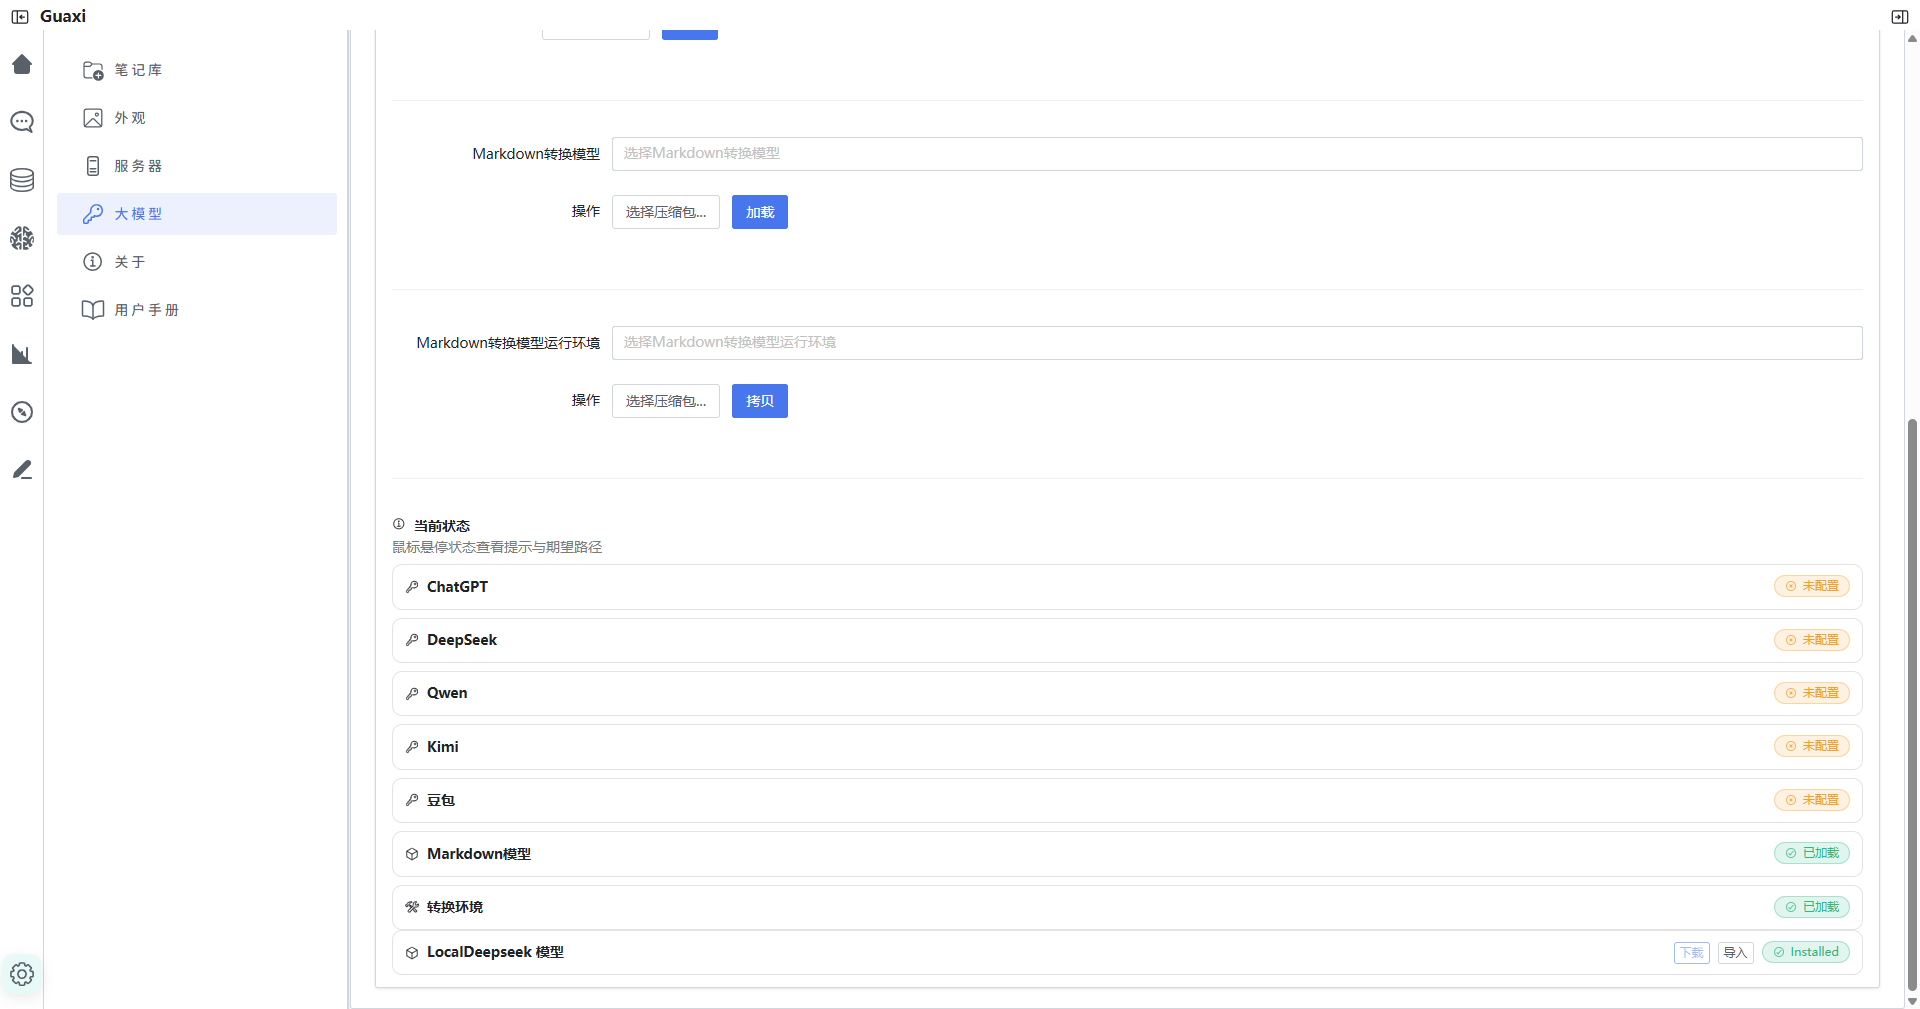 Guaxi
笔记库
外观
服务器
大模型
关于
用户手册
Markdown转换模型
选择Markdown转换模型
操作
选择压缩包...
加载
Markdown转换模型运行环境
选择Markdown转换模型运行环境
操作
选择压缩包...
拷贝
当前状态
鼠标悬停状态查看提示与期望路径
ChatGPT
未配置
DeepSeek
未配置
Qwen
未配置
Kimi
未配置
豆包
未配置
Markdown模型
已加载
转换环境
已加载
LocalDeepseek 模型
下载
导入
Installed